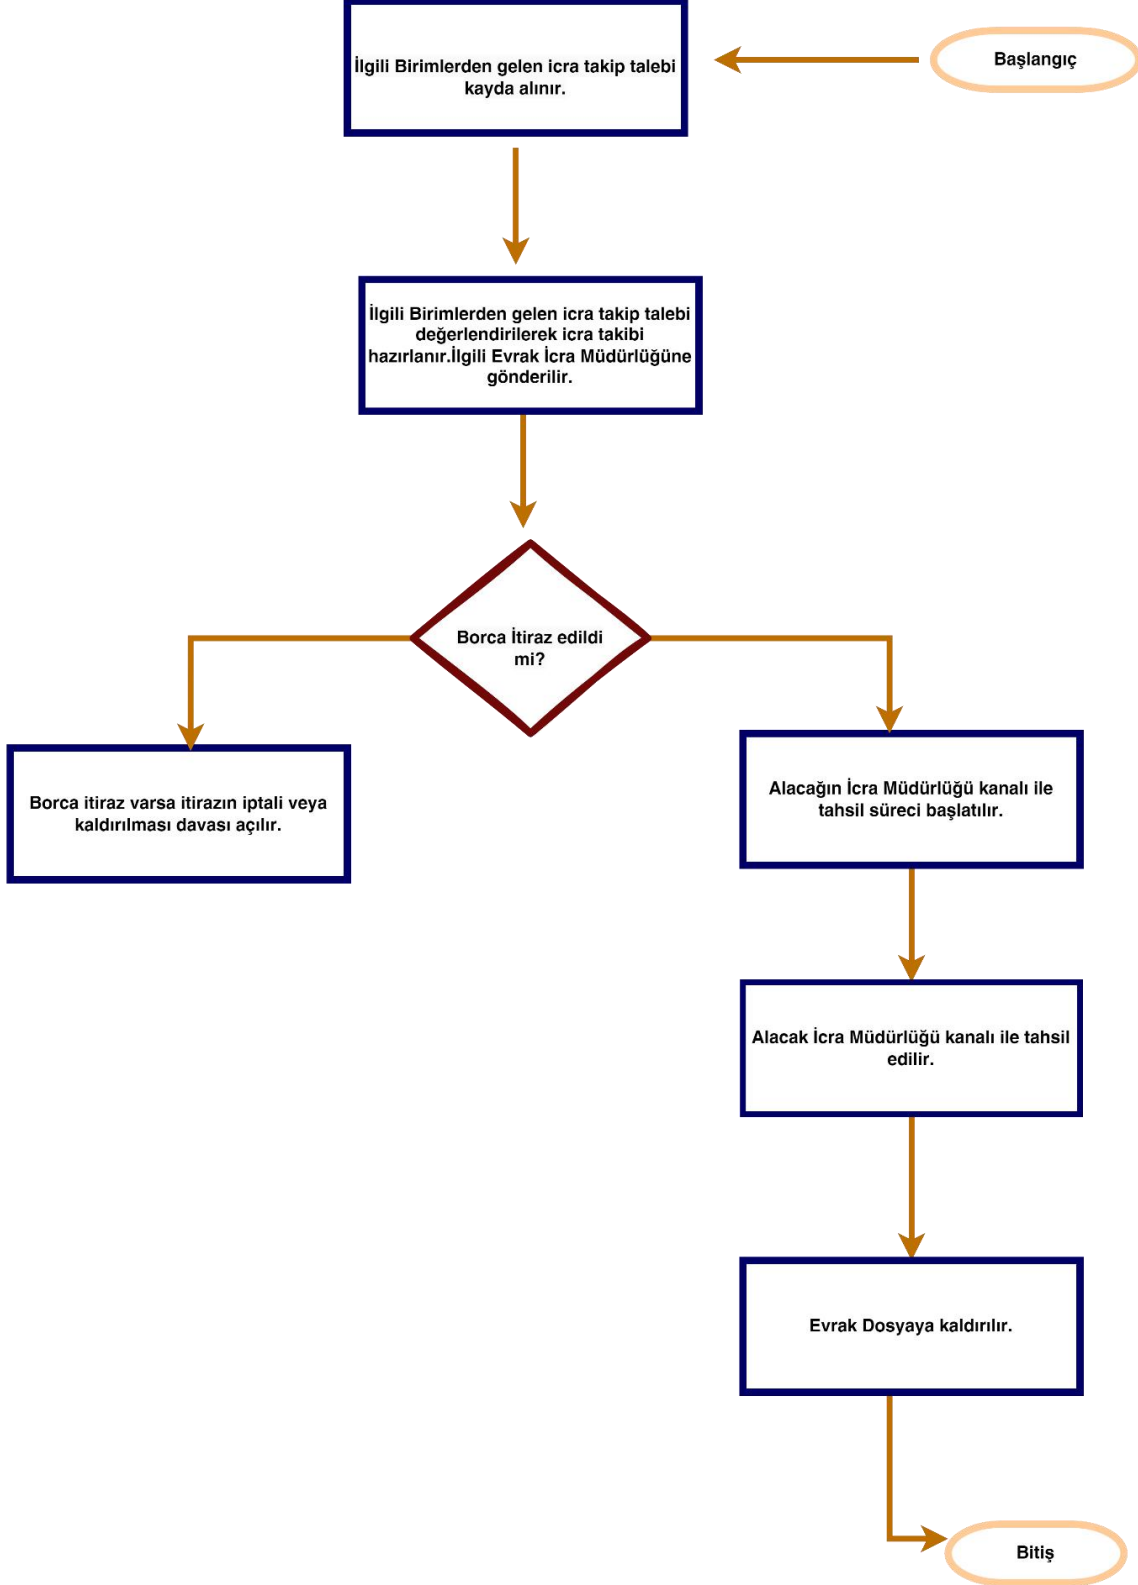 Başlangıç
İlgili Birimlerden gelen icra takip talebi
kayda alınır.
İlgili Birimlerden gelen icra takip talebi
değerlendirilerek icra takibi
hazırlanır.İlgili Evrak İcra Müdürlüğüne
gönderilir.
Borca İtiraz edildi
mi?
Borca itiraz varsa itirazın iptali veya
kaldırılması davası açılır.
Alacağın İcra Müdürlüğü kanalı ile
tahsil süreci başlatılır.
Alacak İcra Müdürlüğü kanalı ile tahsil
edilir.
Evrak Dosyaya kaldırılır.
Bitiş